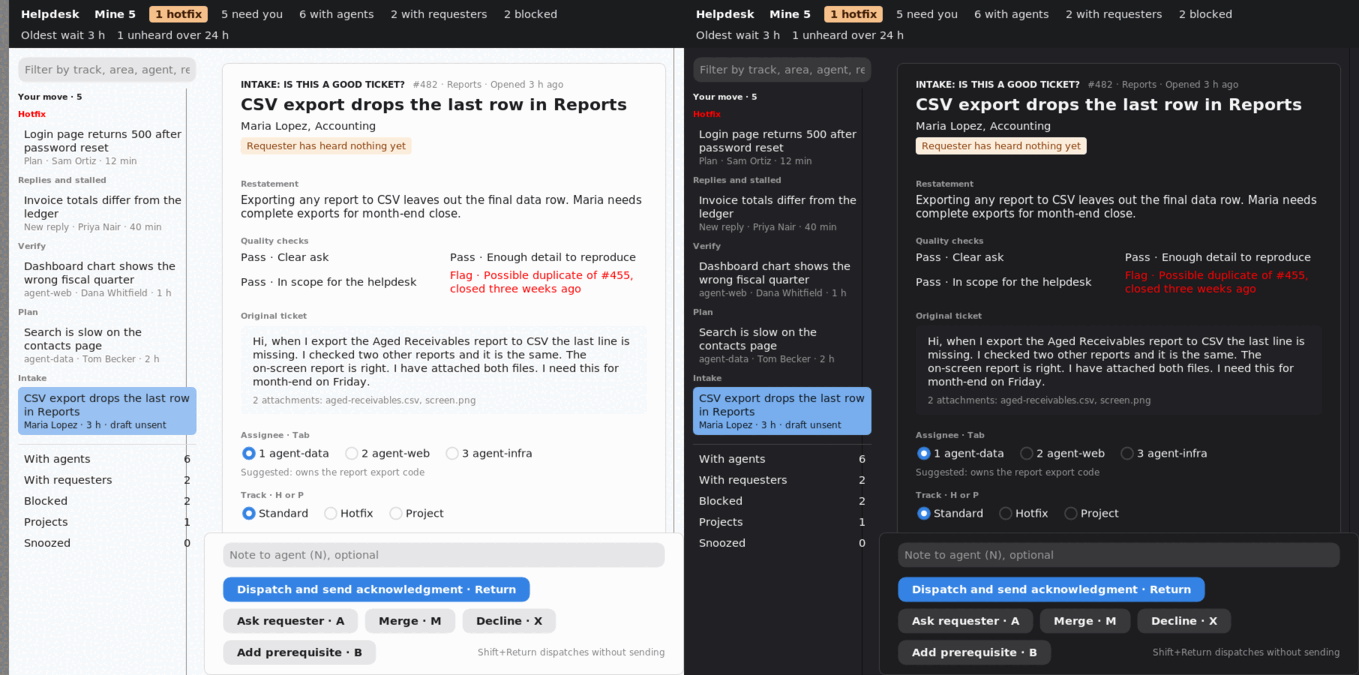 Helpdesk Mine 5 1 hotfix 5 need you 6 with agents 2 with requesters 2 blocked
Oldest wait 3 h 1 unheard over 24 h
Filter by track, area, agent, re
Your move · 5
Hotfix
Login page returns 500 after
password reset
Plan · Sam Ortiz · 12 min
Replies and stalled
Invoice totals differ from the
ledger
New reply · Priya Nair · 40 min
Verify
Dashboard chart shows the
wrong fiscal quarter
agent-web · Dana Whitfield · 1 h
Plan
Search is slow on the
contacts page
agent-data · Tom Becker · 2 h
Intake
CSV export drops the last row
in Reports
Maria Lopez · 3 h · draft unsent
With agents 6
With requesters 2
Blocked 2
Projects 1
Snoozed 0
INTAKE: IS THIS A GOOD TICKET? #482 · Reports · Opened 3 h ago
CSV export drops the last row in Reports
Maria Lopez, Accounting
Requester has heard nothing yet
Restatement
Exporting any report to CSV leaves out the final data row. Maria needs
complete exports for month-end close.
Quality checks
Pass · Clear ask
Pass · Enough detail to reproduce
Pass · In scope for the helpdesk
Flag · Possible duplicate of #455,
closed three weeks ago
Original ticket
Hi, when I export the Aged Receivables report to CSV the last line is
missing. I checked two other reports and it is the same. The
on-screen report is right. I have attached both files. I need this for
month-end on Friday.
2 attachments: aged-receivables.csv, screen.png
Assignee · Tab
1 agent-data 2 agent-web 3 agent-infra
Suggested: owns the report export code
Track · H or P
Standard Hotfix Project
Note to agent (N), optional
Dispatch and send acknowledgment · Return
Ask requester · A Merge · M Decline · X
Add prerequisite · B Shift+Return dispatches without sending
Helpdesk Mine 5 1 hotfix 5 need you 6 with agents 2 with requesters 2 blocked
Oldest wait 3 h 1 unheard over 24 h
Filter by track, area, agent, re
Your move · 5
Hotfix
Login page returns 500 after
password reset
Plan · Sam Ortiz · 12 min
Replies and stalled
Invoice totals differ from the
ledger
New reply · Priya Nair · 40 min
Verify
Dashboard chart shows the
wrong fiscal quarter
agent-web · Dana Whitfield · 1 h
Plan
Search is slow on the
contacts page
agent-data · Tom Becker · 2 h
Intake
CSV export drops the last row
in Reports
Maria Lopez · 3 h · draft unsent
With agents 6
With requesters 2
Blocked 2
Projects 1
Snoozed 0
INTAKE: IS THIS A GOOD TICKET? #482 · Reports · Opened 3 h ago
CSV export drops the last row in Reports
Maria Lopez, Accounting
Requester has heard nothing yet
Restatement
Exporting any report to CSV leaves out the final data row. Maria needs
complete exports for month-end close.
Quality checks
Pass · Clear ask
Pass · Enough detail to reproduce
Pass · In scope for the helpdesk
Flag · Possible duplicate of #455,
closed three weeks ago
Original ticket
Hi, when I export the Aged Receivables report to CSV the last line is
missing. I checked two other reports and it is the same. The
on-screen report is right. I have attached both files. I need this for
month-end on Friday.
2 attachments: aged-receivables.csv, screen.png
Assignee · Tab
1 agent-data 2 agent-web 3 agent-infra
Suggested: owns the report export code
Track · H or P
Standard Hotfix Project
Note to agent (N), optional
Dispatch and send acknowledgment · Return
Ask requester · A Merge · M Decline · X
Add prerequisite · B Shift+Return dispatches without sending